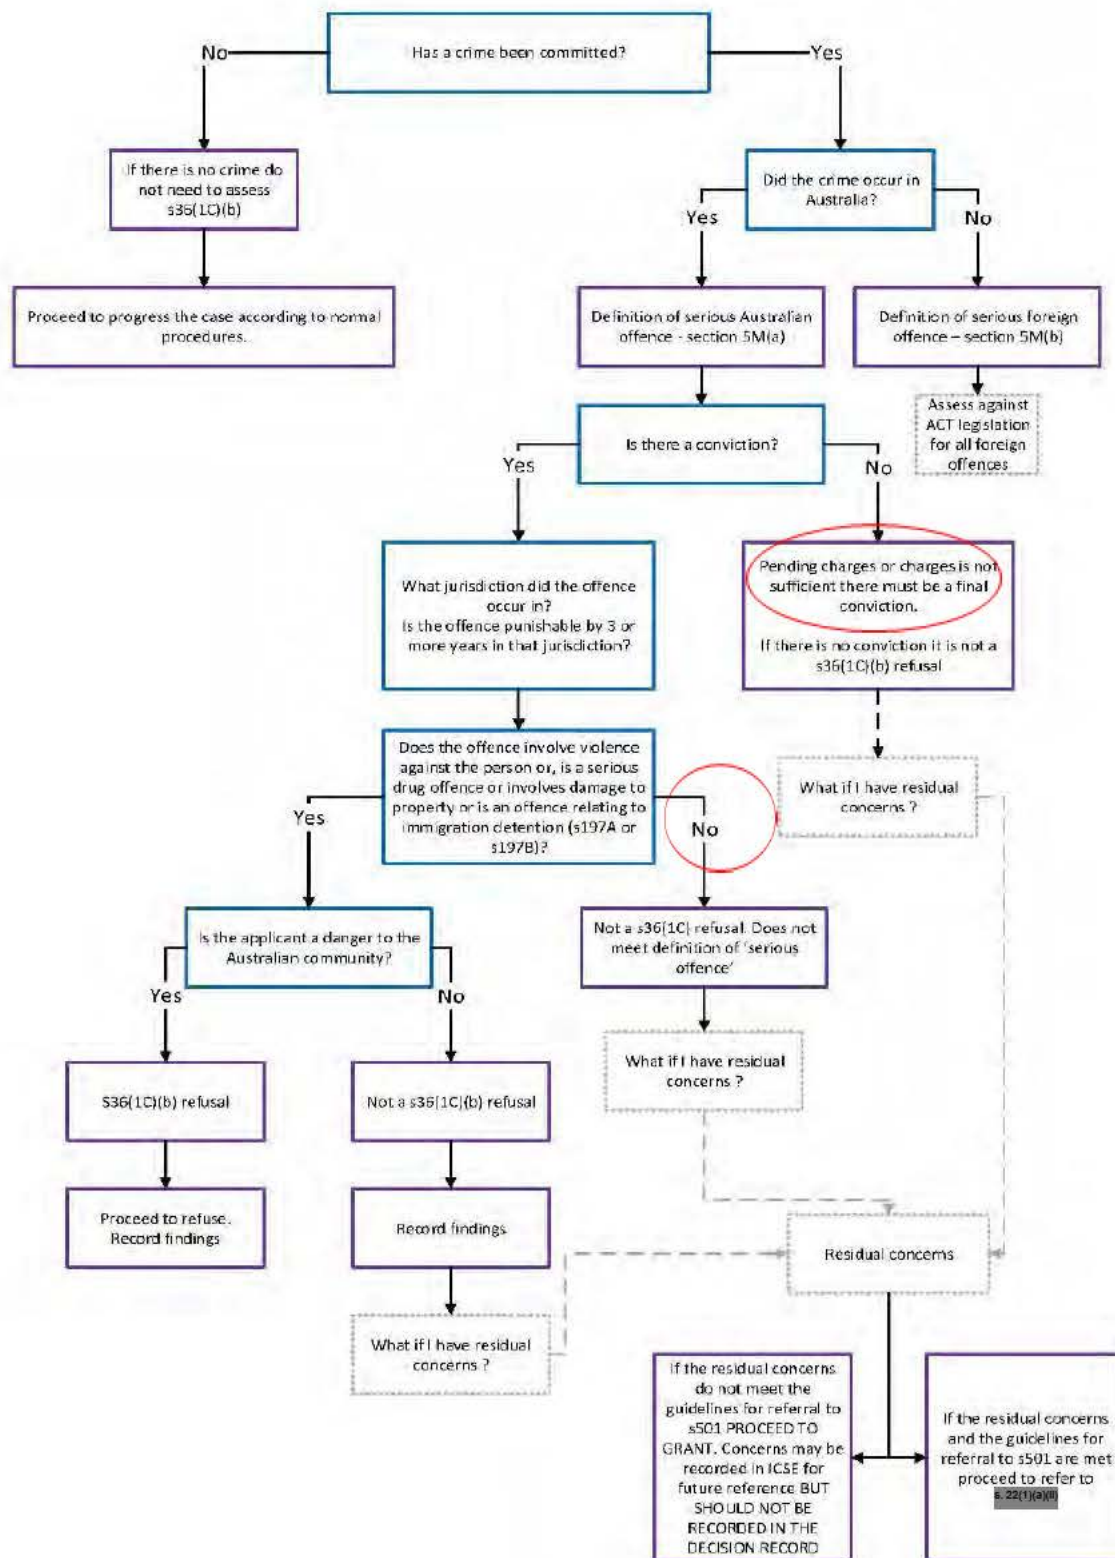 Has a crime been committed?
No
Yes
If there is no crime do
not need to assess
s36(1C)(b)
Did the crime occur in
Australia?
Yes
No
Proceed to progress the case according to normal
procedures.
Definition of serious Australian
offence - section 5M(a)
Definition of serious foreign
offence – section 5M(b)
Assess against
ACT legislation
for all foreign
offences
Is there a conviction?
Yes
No
What jurisdiction did the offence
occur in?
Is the offence punishable by 3 or
more years in that jurisdiction?
Pending charges or charges is not
sufficient there must be a final
conviction.
If there is no conviction it is not a
s36(1C)(b) refusal
Does the offence involve violence
against the person or, is a serious
drug offence or involves damage to
property or is an offence relating to
immigration detention (s197A or
s197B)?
Yes
No
What if I have residual
concerns ?
Is the applicant a danger to the
Australian community?
Yes
No
Not a s36(1C) refusal. Does not
meet definition of 'serious
offence'
What if I have residual
concerns ?
S36(1C)(b) refusal
Not a s36(1C)(b) refusal
Proceed to refuse.
Record findings
Record findings
What if I have residual
concerns ?
Residual concerns
If the residual concerns
do not meet the
guidelines for referral to
s501 PROCEED TO
GRANT. Concerns may be
recorded in ICSE for
future reference BUT
SHOULD NOT BE
RECORDED IN THE
DECISION RECORD
If the residual concerns
and the guidelines for
referral to s501 are met
proceed to refer to
s. 22(1)(a)(ii)